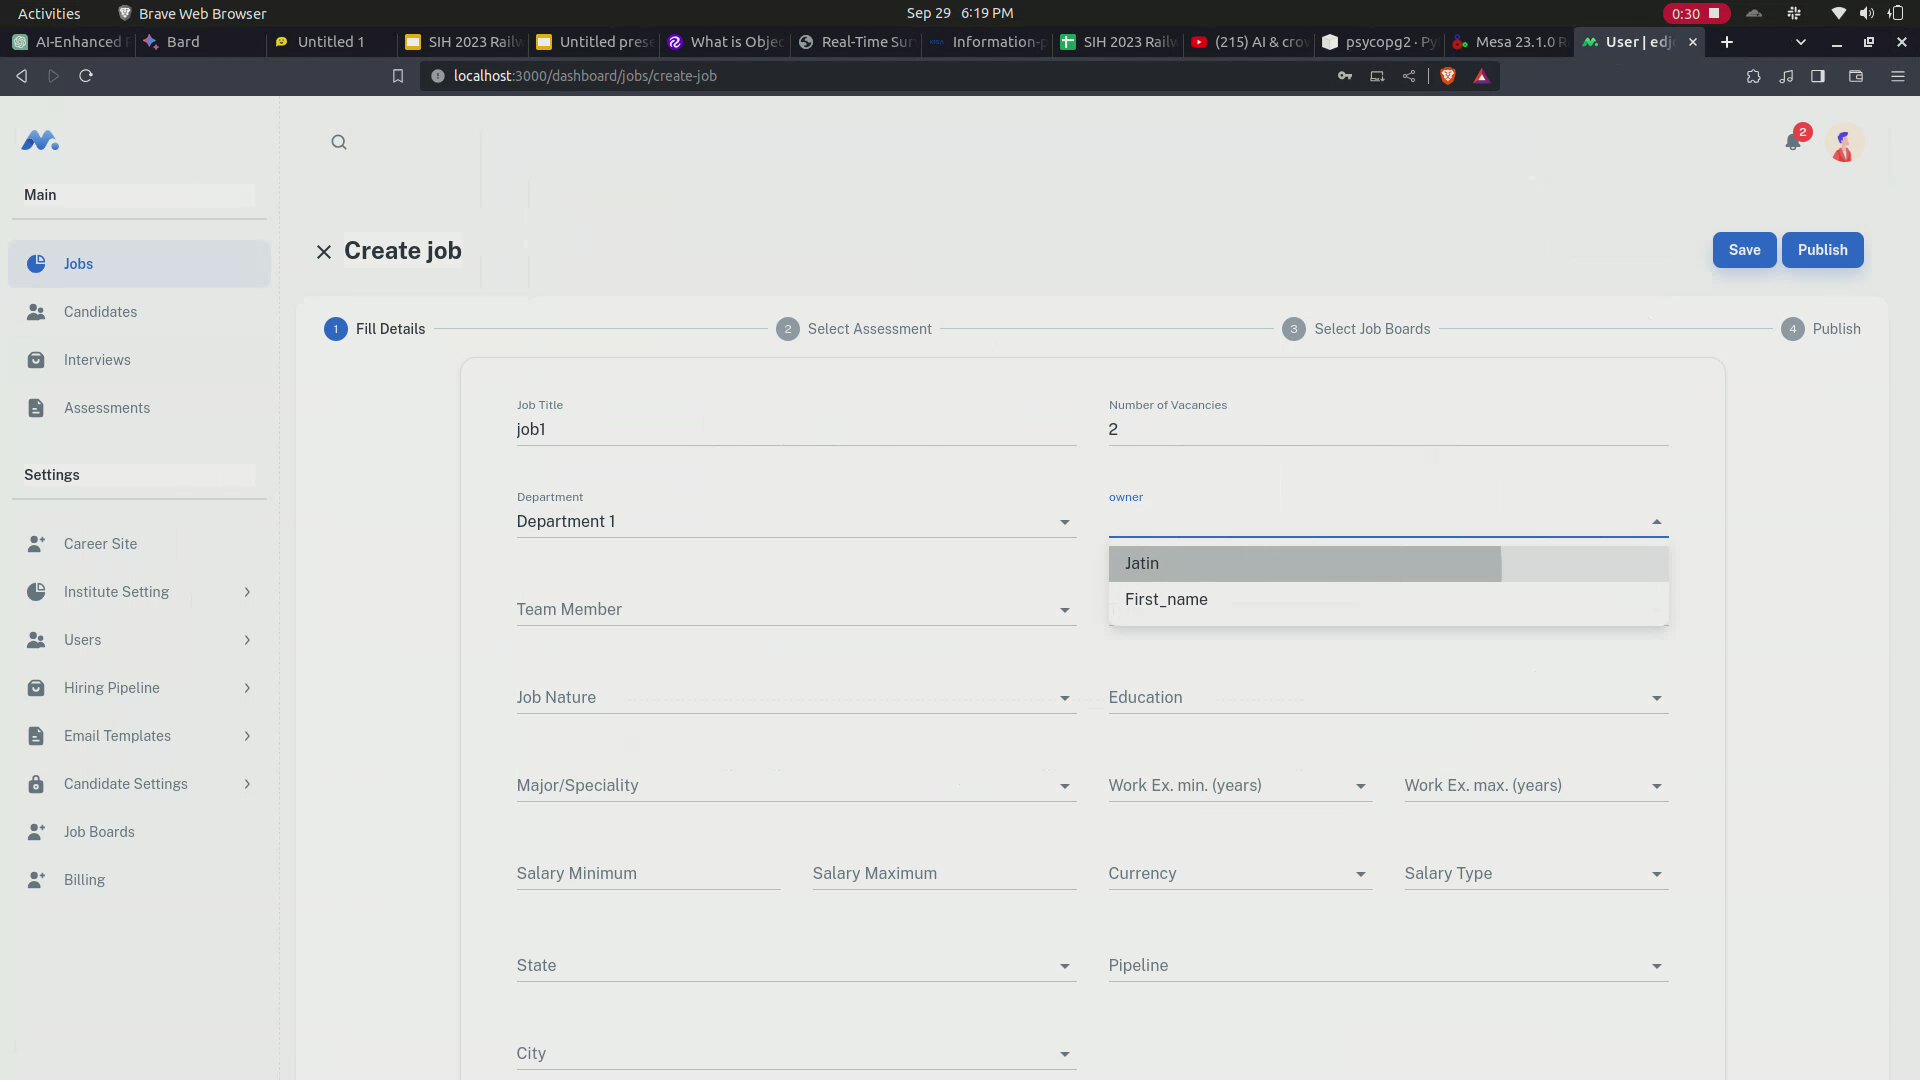 Activities
Brave Web Browser
Sep 29 6:19 PM
0:30
AI-Enhanced
Bard
Untitled 1
SIH 2023 Railw
Untitled prese
What is Objec
Real-Time Sur
Information-p
SIH 2023 Railw
(215) AI & crow
psycopg2 · Py
Mesa 23.1.0 R
User | edj
localhost:3000/dashboard/jobs/create-job
2
Main
Create job
Save
Publish
Jobs
1
Fill Details
2
Select Assessment
3
Select Job Boards
4
Publish
Candidates
Interviews
Assessments
Job Title
job1
Number of Vacancies
2
Settings
Department
Department 1
owner
Career Site
Jatin
First_name
Institute Setting
Team Member
Users
Hiring Pipeline
Job Nature
Education
Email Templates
Candidate Settings
Major/Speciality
Work Ex. min. (years)
Work Ex. max. (years)
Job Boards
Billing
Salary Minimum
Salary Maximum
Currency
Salary Type
State
Pipeline
City